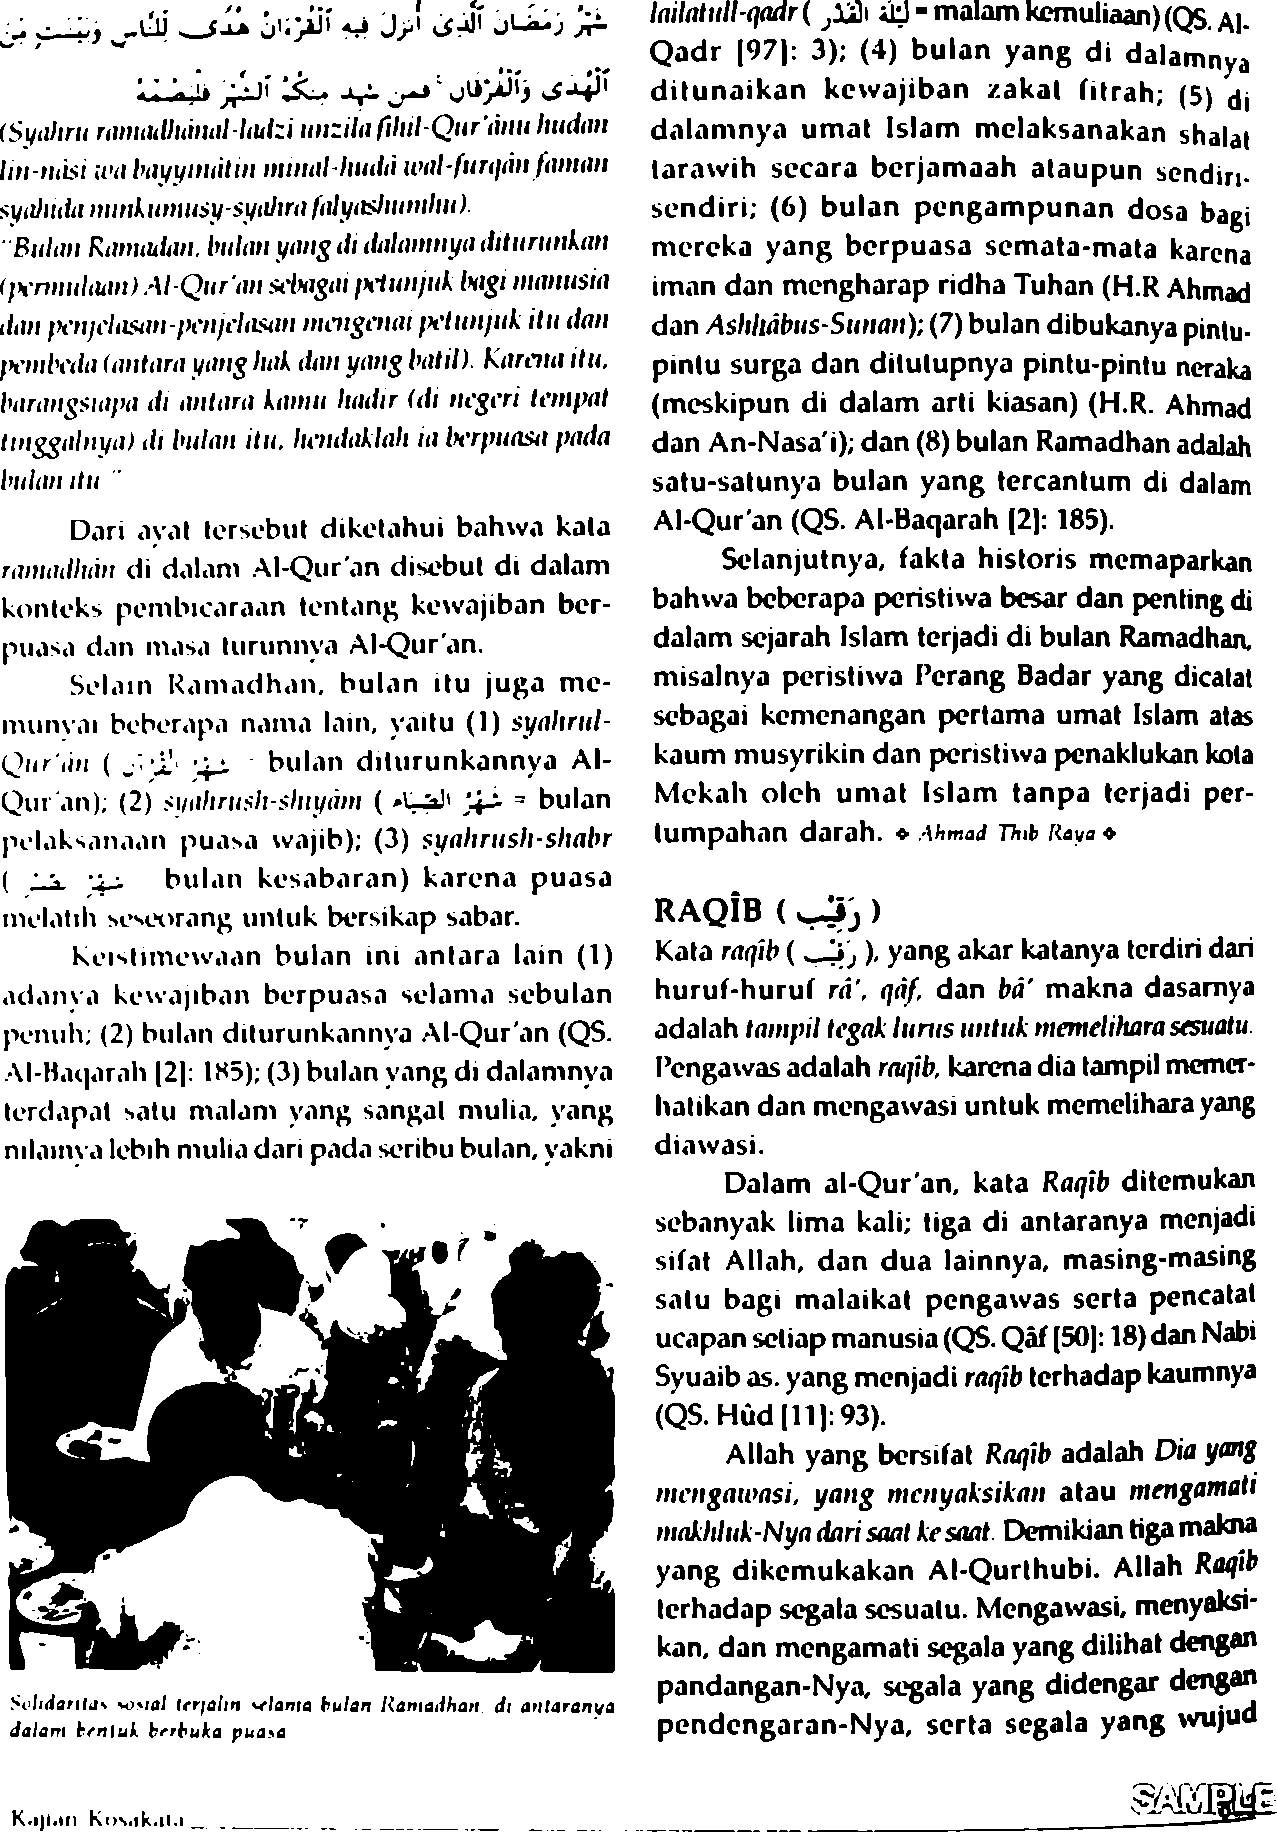 شَهْرُ رَمَضَانَ ٱلَّذِىٓ أُنزِلَ فِيهِ ٱلْقُرْءَانُ هُدًى لِّلنَّاسِ وَبَيِّنَٰتٍ مِّنَ
ٱلْهُدَىٰ وَٱلْفُرْقَانِ ۚ فَمَن شَهِدَ مِنكُمُ ٱلشَّهْرَ فَلْيَصُمْهُ
(Syahru ramadhânal-ladzi unzila fîhil-Qur'ânu hudan
lin-nâsi wa bayyinâtin minal-hudâ wal-furqân faman
syahida minkumusy-syahra falyashumhu).
"Bulan Ramadan, bulan yang di dalamnya diturunkan
(permulaan) Al-Qur'an sebagai petunjuk bagi manusia
dan penjelasan-penjelasan mengenai petunjuk itu dan
pembeda (antara yang hak dan yang batil). Karena itu,
barangsiapa di antara kamu hadir (di negeri tempat
tinggalnya) di bulan itu, hendaklah ia berpuasa pada
bulan itu"
Dari ayat tersebut diketahui bahwa kata
ramadhân di dalam Al-Qur'an disebut di dalam
konteks pembicaraan tentang kewajiban ber-
puasa dan masa turunnya Al-Qur'an.
Selain Ramadhan, bulan itu juga me-
munyai beberapa nama lain, yaitu (1) syahrul-
Qur'ân ( شَهْرُ الْقُرْآن = bulan diturunkannya Al-
Qur'an); (2) syahrush-shiyâm ( شَهْرُ الصِّيَام = bulan
pelaksanaan puasa wajib); (3) syahrush-shabr
( شَهْرُ bulan kesabaran) karena puasa
melatih seseorang untuk bersikap sabar.
Keistimewaan bulan ini antara lain (1)
adanya kewajiban berpuasa selama sebulan
penuh; (2) bulan diturunkannya Al-Qur'an (QS.
Al-Baqarah [2]: 185); (3) bulan yang di dalamnya
terdapat satu malam yang sangat mulia, yang
nilainya lebih mulia dari pada seribu bulan, yakni
Solidaritas sosial terjalin selama bulan Ramadhan, di antaranya
dalam bentuk berbuka puasa
lailatull-qadr ( لَيْلَةُ الْقَدْر = malam kemuliaan) (QS. Al-
Qadr [97]: 3); (4) bulan yang di dalamnya
ditunaikan kewajiban zakat fitrah; (5) di
dalamnya umat Islam melaksanakan shalat
tarawih secara berjamaah ataupun sendiri-
sendiri; (6) bulan pengampunan dosa bagi
mereka yang berpuasa semata-mata karena
iman dan mengharap ridha Tuhan (H.R Ahmad
dan Ashhâbus-Sunan); (7) bulan dibukanya pintu-
pintu surga dan ditutupnya pintu-pintu neraka
(meskipun di dalam arti kiasan) (H.R. Ahmad
dan An-Nasa'i); dan (8) bulan Ramadhan adalah
satu-satunya bulan yang tercantum di dalam
Al-Qur'an (QS. Al-Baqarah [2]: 185).
Selanjutnya, fakta historis memaparkan
bahwa beberapa peristiwa besar dan penting di
dalam sejarah Islam terjadi di bulan Ramadhan,
misalnya peristiwa Perang Badar yang dicatat
sebagai kemenangan pertama umat Islam atas
kaum musyrikin dan peristiwa penaklukan kota
Mekah oleh umat Islam tanpa terjadi per-
tumpahan darah. ❖ Ahmad Thib Raya ❖
RAQÎB ( رَقِيْب )
Kata raqîb ( رَقِيْب ), yang akar katanya terdiri dari
huruf-huruf râ', qâf, dan bâ' makna dasarnya
adalah tampil tegak lurus untuk memelihara sesuatu.
Pengawas adalah raqîb, karena dia tampil memer-
hatikan dan mengawasi untuk memelihara yang
diawasi.
Dalam al-Qur'an, kata Raqîb ditemukan
sebanyak lima kali; tiga di antaranya menjadi
sifat Allah, dan dua lainnya, masing-masing
satu bagi malaikat pengawas serta pencatat
ucapan setiap manusia (QS. Qâf [50]: 18) dan Nabi
Syuaib as. yang menjadi raqîb terhadap kaumnya
(QS. Hûd [11]: 93).
Allah yang bersifat Raqîb adalah Dia yang
mengawasi, yang menyaksikan atau mengamati
makhluk-Nya dari saat ke saat. Demikian tiga makna
yang dikemukakan Al-Qurthubi. Allah Raqîb
terhadap segala sesuatu. Mengawasi, menyaksi-
kan, dan mengamati segala yang dilihat dengan
pandangan-Nya, segala yang didengar dengan
pendengaran-Nya, serta segala yang wujud
Kajian Kosakata
SAMPLE